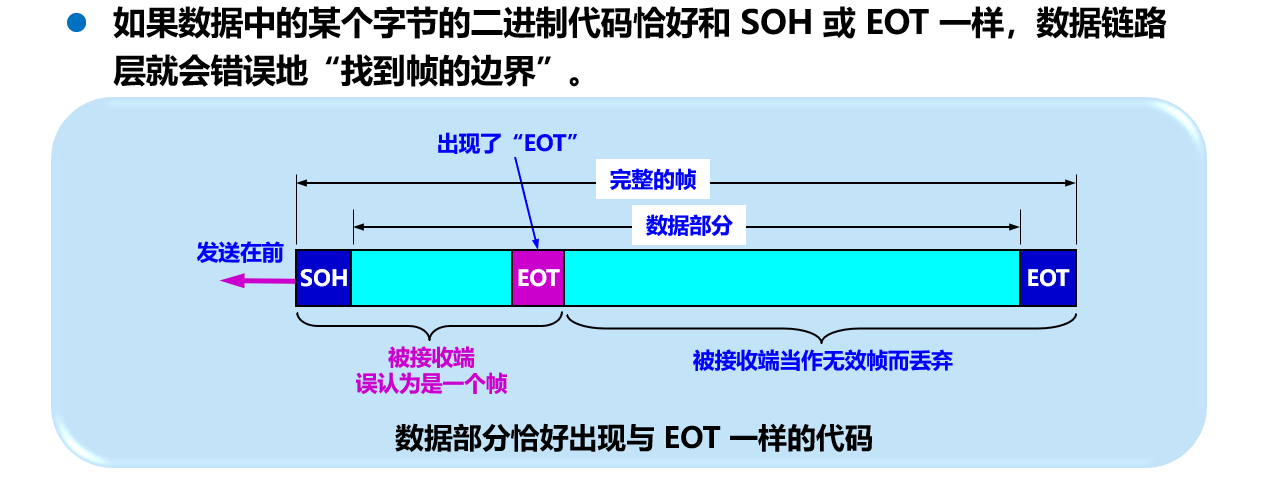 如果数据中的某个字节的二进制代码恰好和 SOH 或 EOT 一样，数据链路
层就会错误地“找到帧的边界”。
出现了“EOT”
完整的帧
数据部分
发送在前
SOH
EOT
EOT
被接收端
误认为是一个帧
被接收端当作无效帧而丢弃
数据部分恰好出现与 EOT 一样的代码